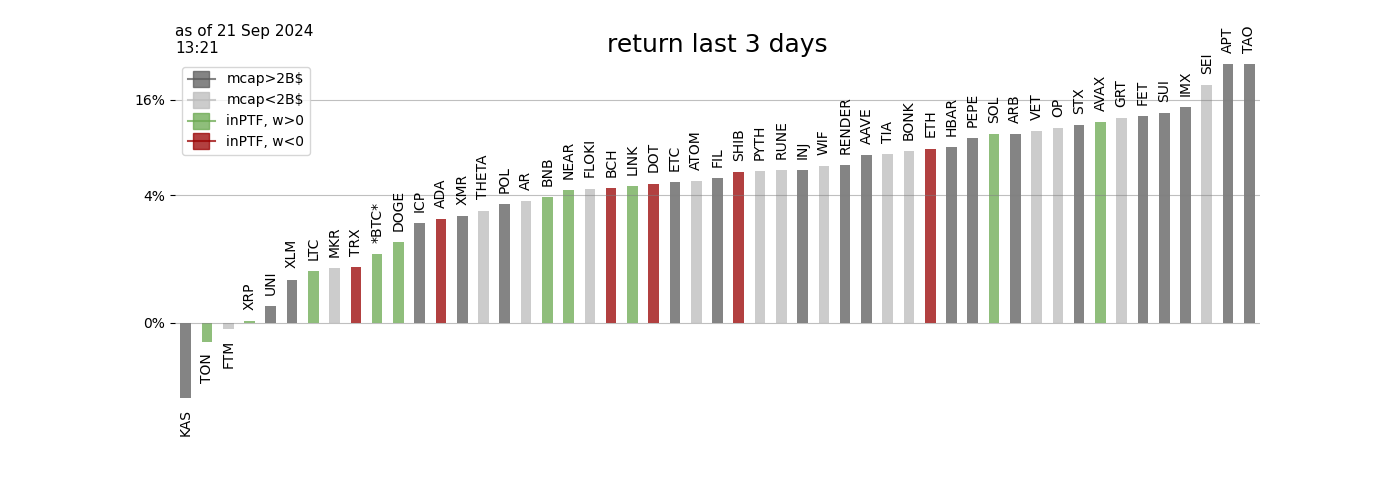 as of 21 Sep 2024
13:21
return last 3 days
mcap>2B$
mcap<2B$
inPTF, w>0
inPTF, w<0
16%
4%
0%
KAS
TON
FTM
XRP
UNI
XLM
LTC
MKR
TRX
*BTC*
DOGE
ICP
ADA
XMR
THETA
POL
AR
BNB
NEAR
FLOKI
BCH
LINK
DOT
ETC
ATOM
FIL
SHIB
PYTH
RUNE
INJ
WIF
RENDER
AAVE
TIA
BONK
ETH
HBAR
PEPE
SOL
ARB
VET
OP
STX
AVAX
GRT
FET
SUI
IMX
SEI
APT
TAO